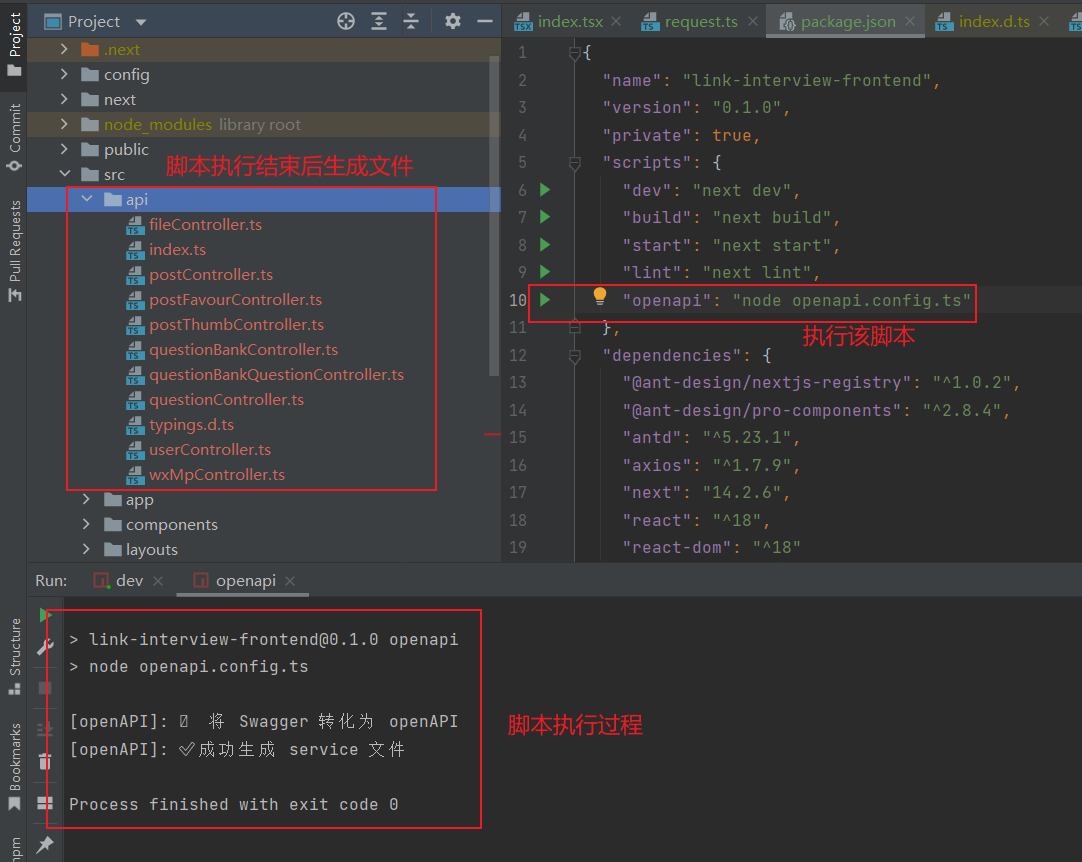 Project
index.tsx
request.ts
package.json
index.d.ts
Project
Commit
Pull Requests
.next
config
next
node_modules library root
public
src
脚本执行结束后生成文件
api
fileController.ts
index.ts
postController.ts
postFavourController.ts
postThumbController.ts
questionBankController.ts
questionBankQuestionController.ts
questionController.ts
typings.d.ts
userController.ts
wxMpController.ts
app
components
layouts
1 {
2 "name": "link-interview-frontend",
3 "version": "0.1.0",
4 "private": true,
5 "scripts": {
6 "dev": "next dev",
7 "build": "next build",
8 "start": "next start",
9 "lint": "next lint",
10 "openapi": "node openapi.config.ts"
11 },
执行该脚本
12 "dependencies": {
13 "@ant-design/nextjs-registry": "^1.0.2",
14 "@ant-design/pro-components": "^2.8.4",
15 "antd": "^5.23.1",
16 "axios": "^1.7.9",
17 "next": "14.2.6",
18 "react": "^18",
19 "react-dom": "^18"
Run:
dev
openapi
Structure
Bookmarks
npm
> link-interview-frontend@0.1.0 openapi
> node openapi.config.ts
[openAPI]: 将 Swagger 转化为 openAPI
[openAPI]: ✅成功生成 service 文件
脚本执行过程
Process finished with exit code 0